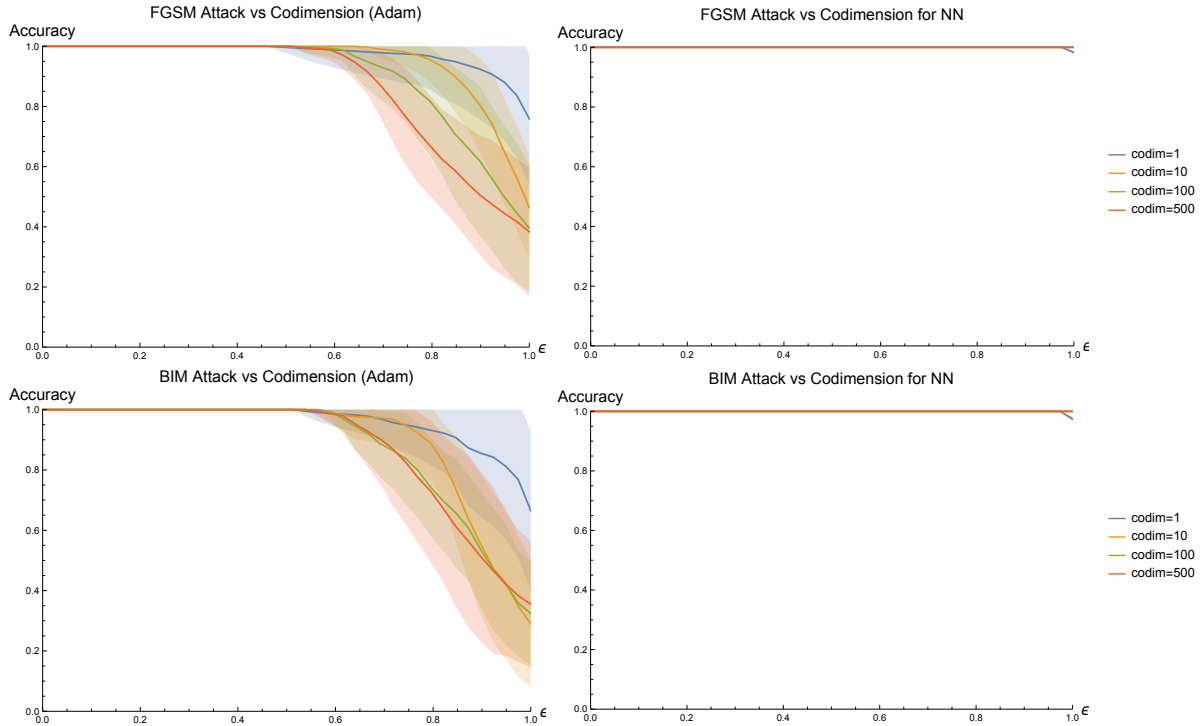 FGSM Attack vs Codimension (Adam)
Accuracy
1.0
0.8
0.6
0.4
0.2
0.0
0.0 0.2 0.4 0.6 0.8 1.0 ϵ
FGSM Attack vs Codimension for NN
Accuracy
1.0
0.8
0.6
0.4
0.2
0.0
0.0 0.2 0.4 0.6 0.8 1.0 ϵ
codim=1
codim=10
codim=100
codim=500
BIM Attack vs Codimension (Adam)
Accuracy
1.0
0.8
0.6
0.4
0.2
0.0
0.0 0.2 0.4 0.6 0.8 1.0 ϵ
BIM Attack vs Codimension for NN
Accuracy
1.0
0.8
0.6
0.4
0.2
0.0
0.0 0.2 0.4 0.6 0.8 1.0 ϵ
codim=1
codim=10
codim=100
codim=500